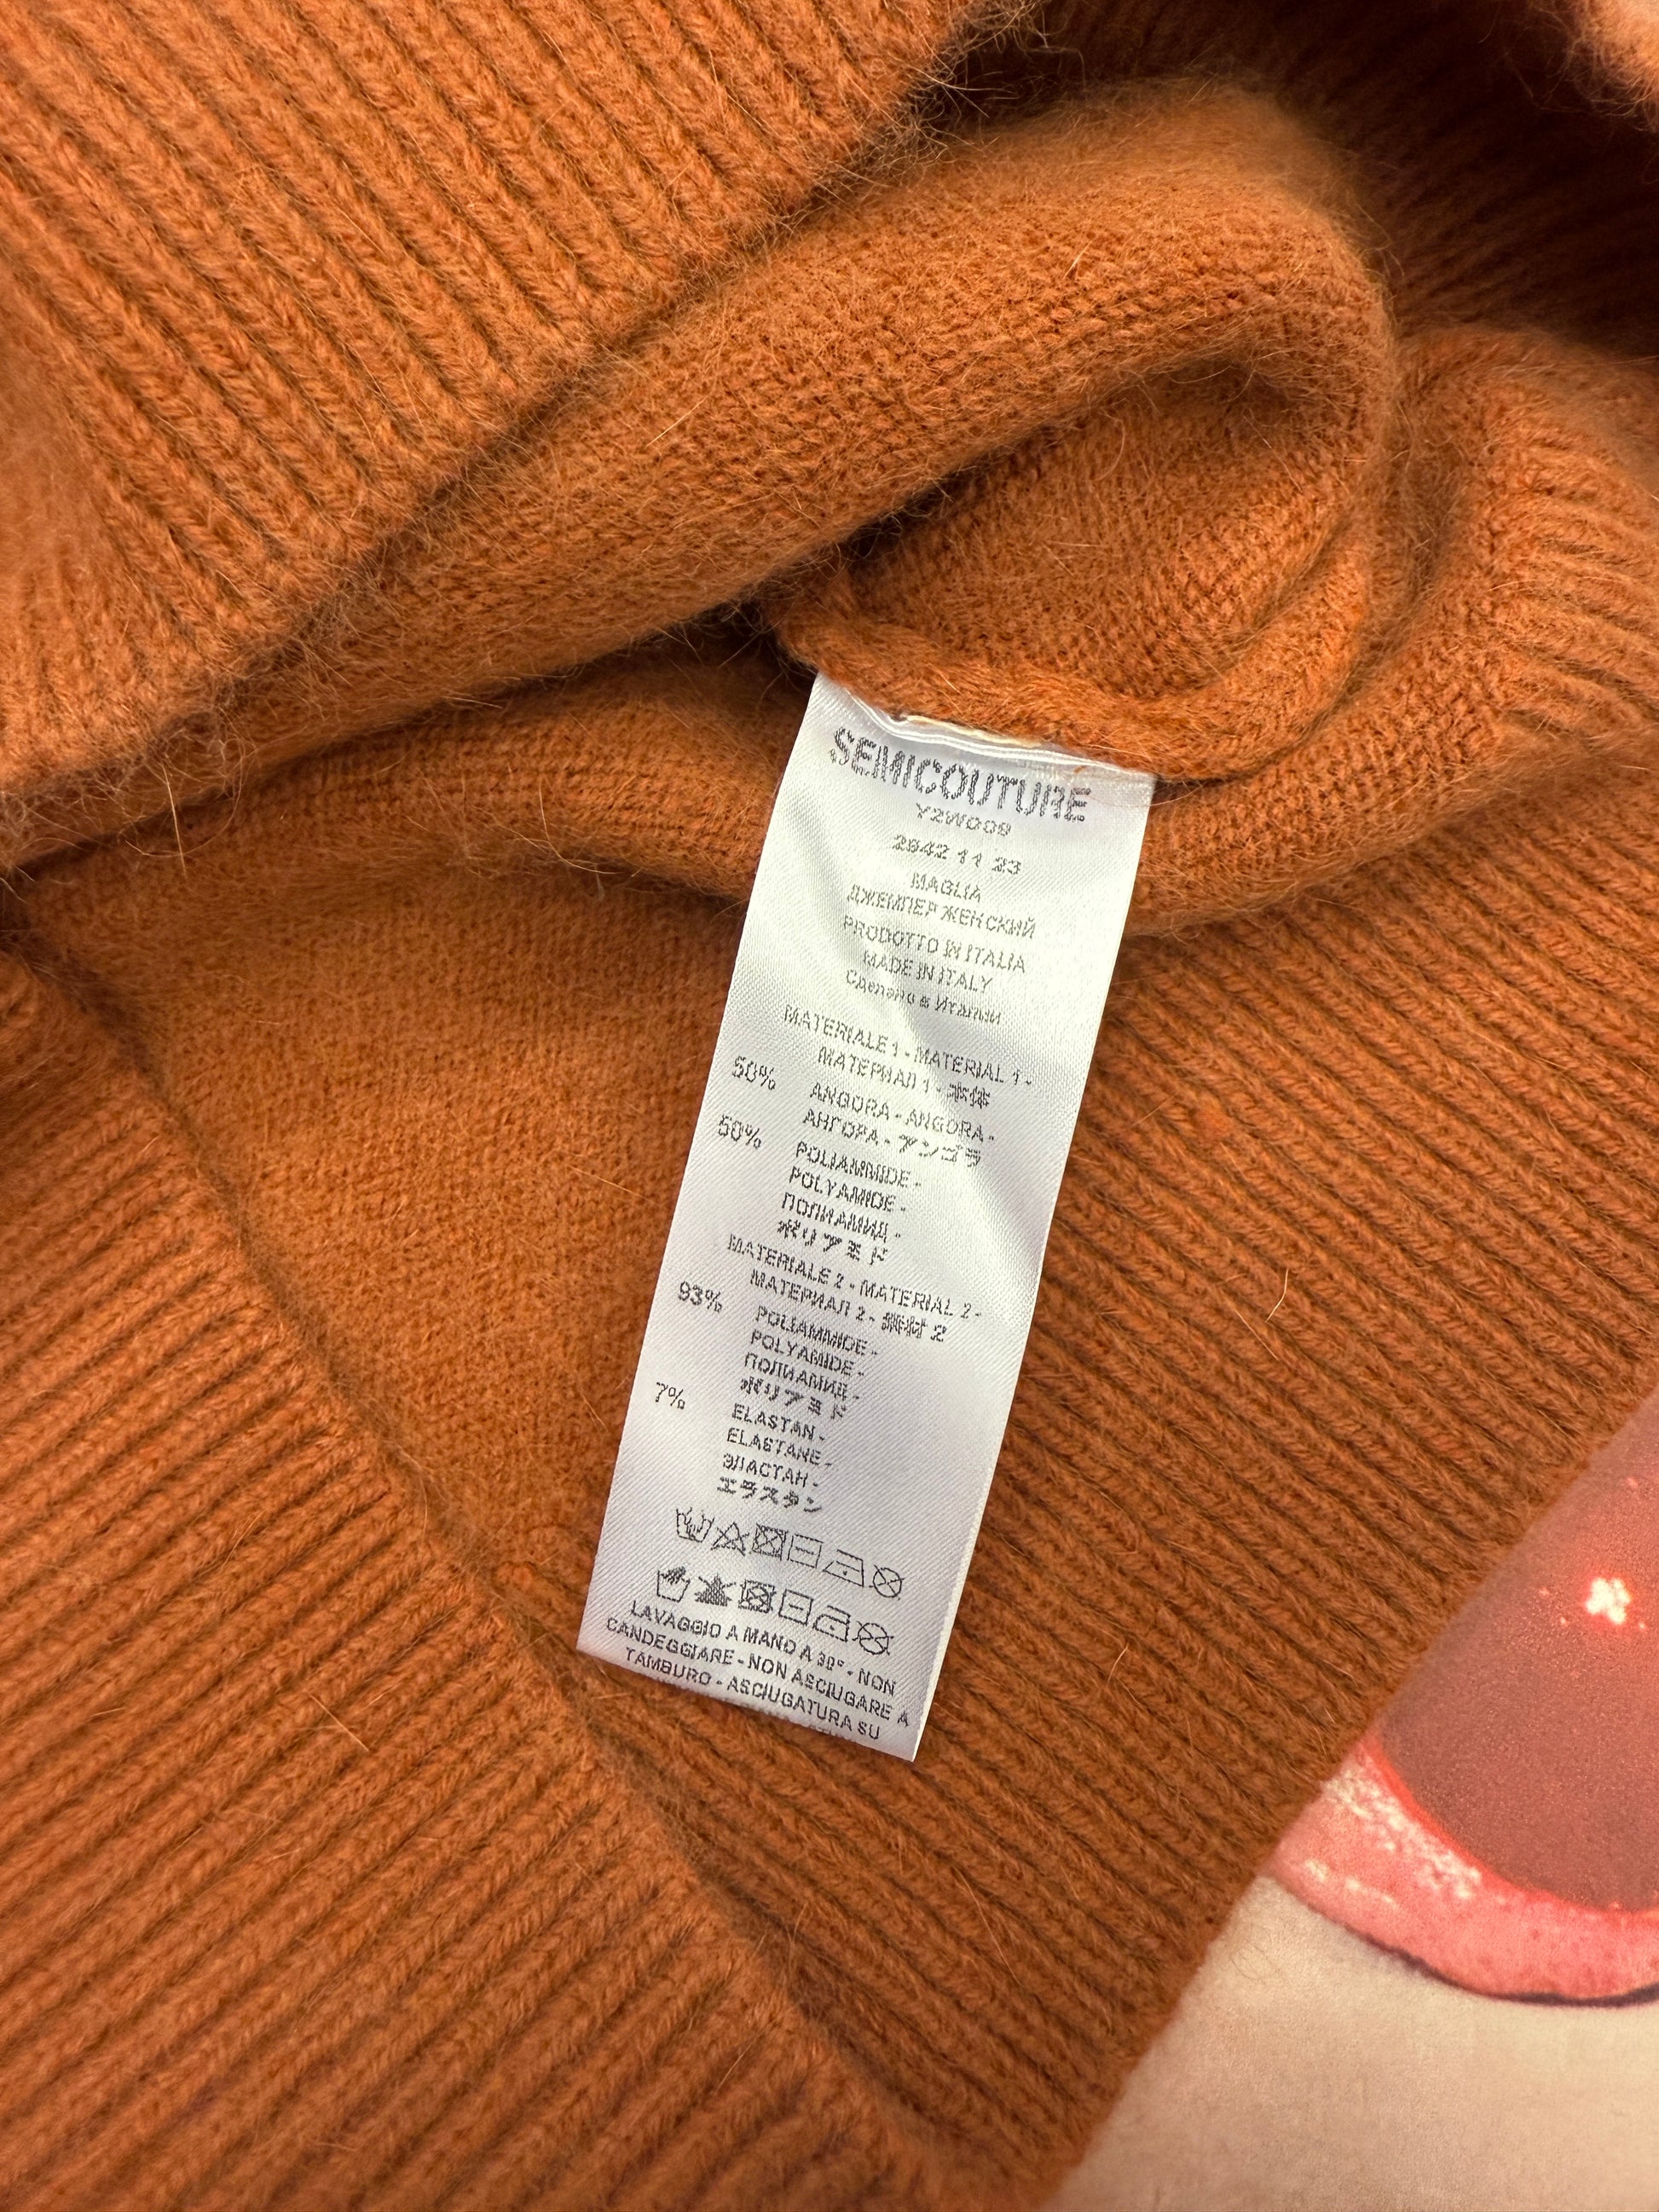 SEMICOUTURE
Y2WO09
2842 11 23
MAGLIA
ДЖЕМПЕР ЖЕНСКИЙ
PRODOTTO IN ITALIA
MADE IN ITALY
Сделано в Италии
MATERIALE 1 - MATERIAL 1 -
МАТЕРИАЛ 1 - 本体
50% ANGORA - ANGORA -
АНГОРА - アンゴラ
50% POLIAMMIDE -
POLYAMIDE -
ПОЛИАМИД -
ポリアミド
MATERIALE 2 - MATERIAL 2 -
МАТЕРИАЛ 2 - 2
93% POLIAMMIDE -
POLYAMIDE -
ПОЛИАМИД -
ポリアミド
7% ELASTAN -
ELASTANE -
ЭЛАСТАН -
エラスタン
LAVAGGIO A MANO A 30° - NON
CANDEGGIARE - NON ASCIUGARE A
TAMBURO - ASCIUGATURA SU